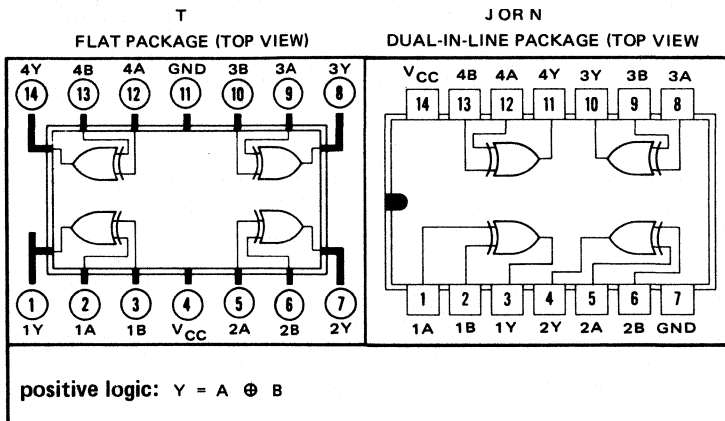 T
FLAT PACKAGE (TOP VIEW)
4Y 4B 4A GND 3B 3A 3Y
14 13 12 11 10 9 8
1 2 3 4 5 6 7
1Y 1A 1B VCC 2A 2B 2Y
J OR N
DUAL-IN-LINE PACKAGE (TOP VIEW
VCC 4B 4A 4Y 3Y 3B 3A
14 13 12 11 10 9 8
1 2 3 4 5 6 7
1A 1B 1Y 2Y 2A 2B GND
positive logic: Y = A ⊕ B